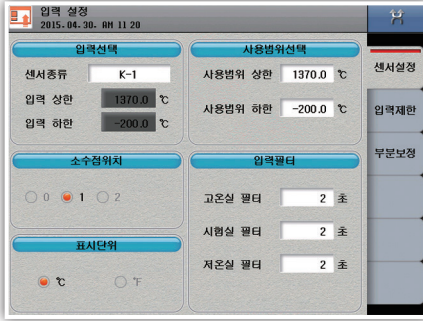 입력 설정
2015.04.30. AM 11 20
입력선택
센서종류 K-1
입력 상한 1370.0 ℃
입력 하한 -200.0 ℃
사용범위선택
사용범위 상한 1370.0 ℃
사용범위 하한 -200.0 ℃
소수점위치
0 1 2
표시단위
℃ ℉
입력필터
고온실 필터 2 초
시험실 필터 2 초
저온실 필터 2 초
센서설정
입력제한
부분보정